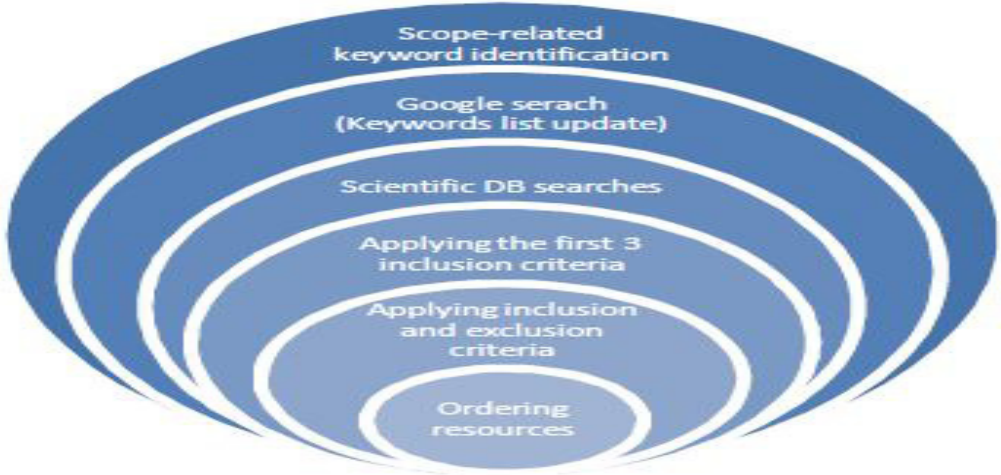 Scope-related
keyword identification
Google serach
(Keywords list update)
Scientific DB searches
Applying the first 3
inclusion criteria
Applying inclusion
and exclusion
criteria
Ordering
resources